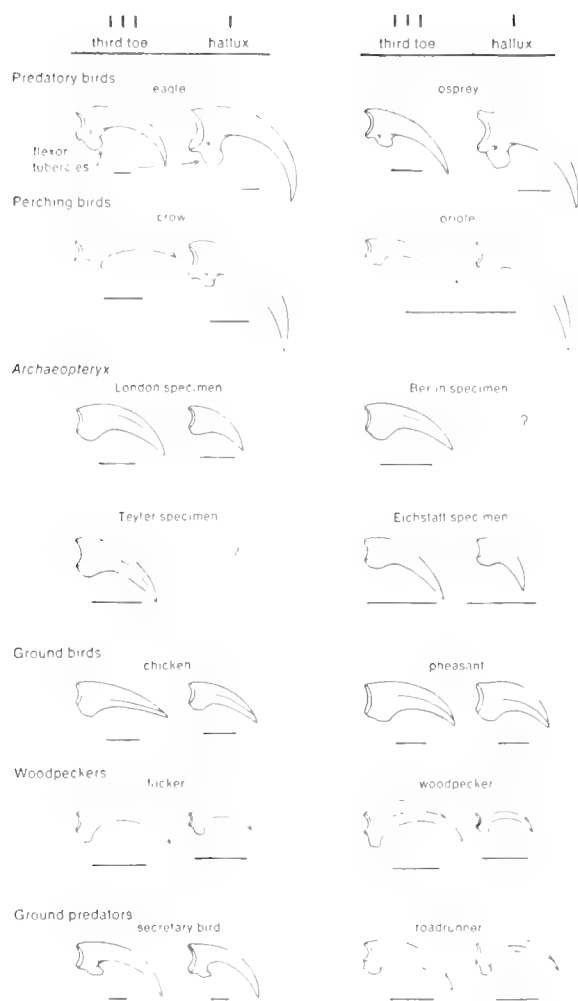 III I III I
third toe hallux third toe hallux
Predatory birds
eagle osprey
flexor
tubercles
Perching birds
crow oriole
Archaeopteryx
London specimen Berlin specimen
?
Teyler specimen Eichstatt specimen
?
Ground birds
chicken pheasant
Woodpeckers
flicker woodpecker
Ground predators
secretary bird roadrunner